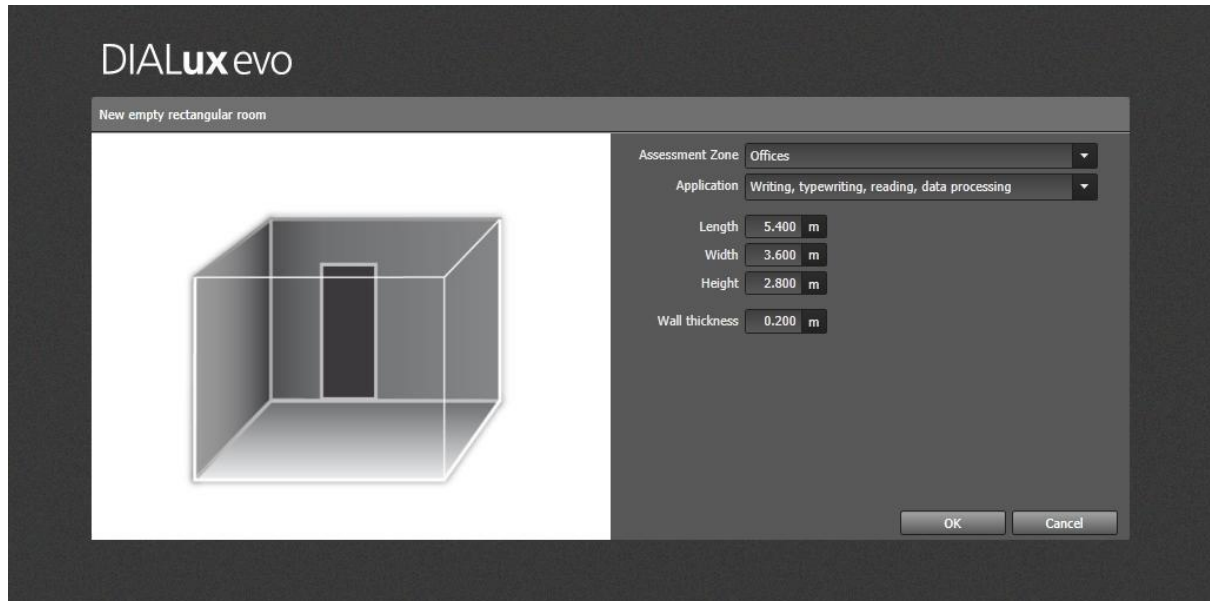 DIALux evo
New empty rectangular room
Assessment Zone Offices
Application Writing, typewriting, reading, data processing
Length 5.400 m
Width 3.600 m
Height 2.800 m
Wall thickness 0.200 m
OK Cancel